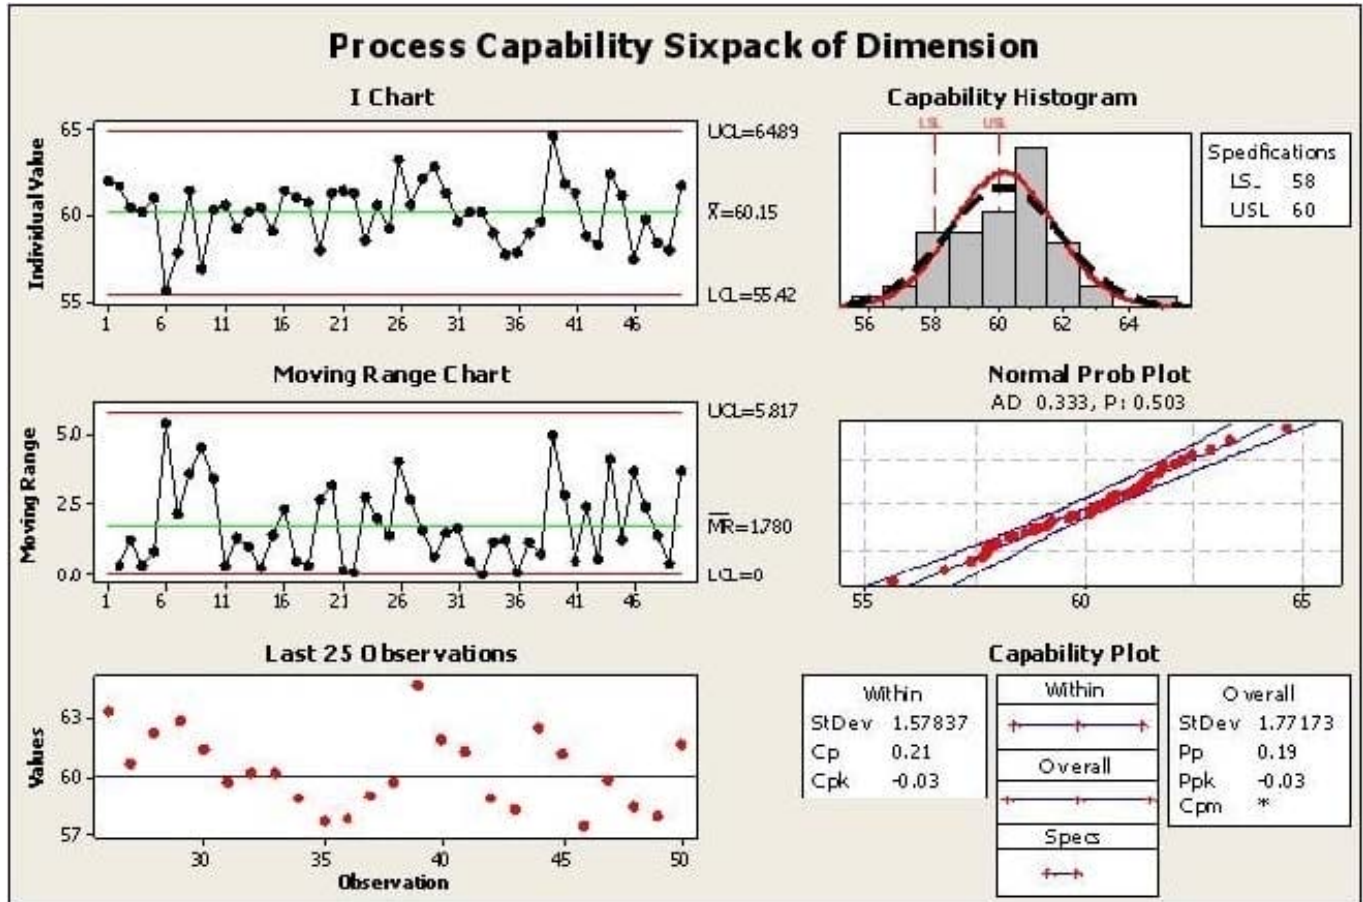 Process Capability Sixpack of Dimension
I Chart
Individual Value
65
60
55
UCL=64.89
X̅=60.15
LCL=55.42
1 6 11 16 21 26 31 36 41 46
Capability Histogram
LSL USL
56 58 60 62 64
Specifications
LSL 58
USL 60
Moving Range Chart
Moving Range
5.0
2.5
0.0
UCL=5.817
M̅R̅=1.780
LCL=0
1 6 11 16 21 26 31 36 41 46
Normal Prob Plot
AD 0.333, P: 0.503
55 60 65
Last 25 Observations
Values
63
60
57
30 35 40 45 50
Observation
Capability Plot
Within
StDev 1.57837
Cp 0.21
Cpk -0.03
Within
Overall
Specs
Overall
StDev 1.77173
Pp 0.19
Ppk -0.03
Cpm *